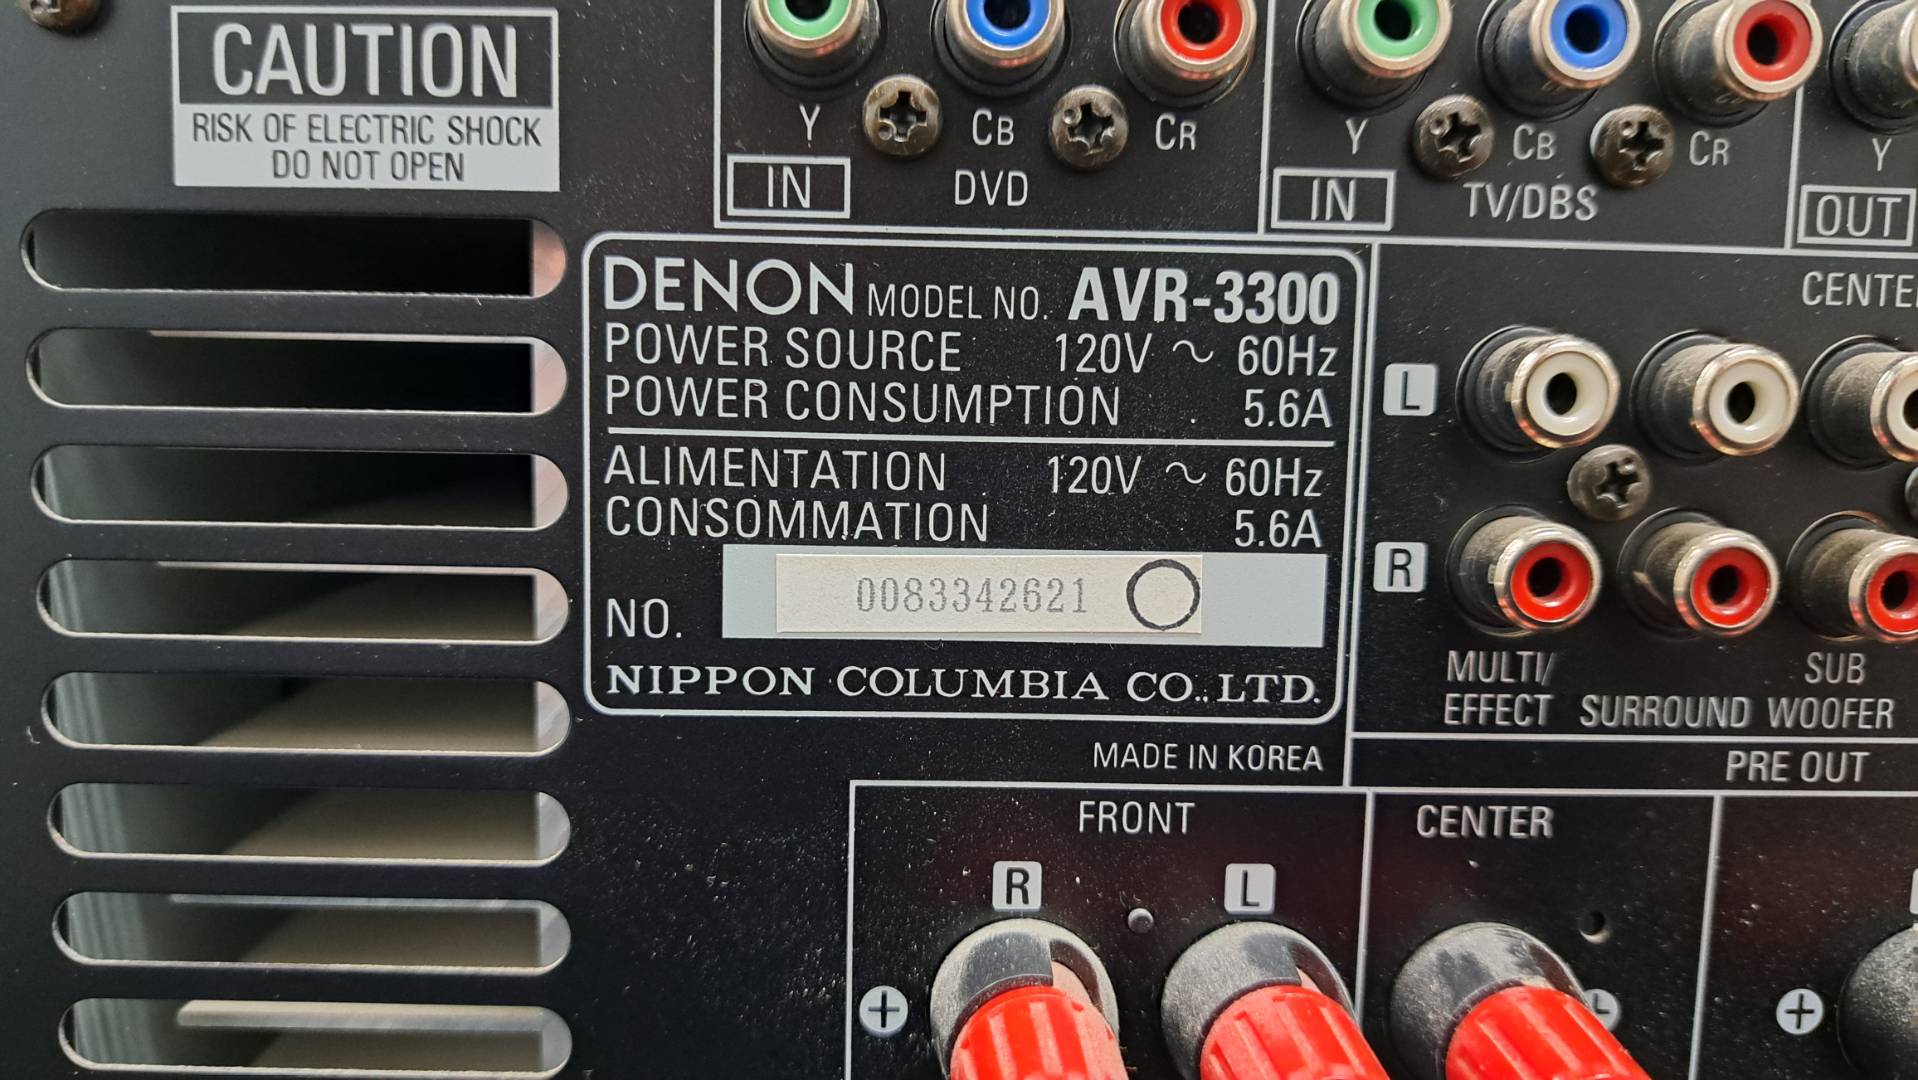 CAUTION
RISK OF ELECTRIC SHOCK
DO NOT OPEN
Y CB CR
IN DVD
Y CB CR
IN TV/DBS
Y
OUT
DENON MODEL NO. AVR-3300
POWER SOURCE 120V ~ 60Hz
POWER CONSUMPTION 5.6A
ALIMENTATION 120V ~ 60Hz
CONSOMMATION 5.6A
NO. 0083342621
NIPPON COLUMBIA CO., LTD.
MADE IN KOREA
L
R
MULTI/
EFFECT SURROUND
SUB
WOOFER
PRE OUT
FRONT
R L
+
CENTER
+